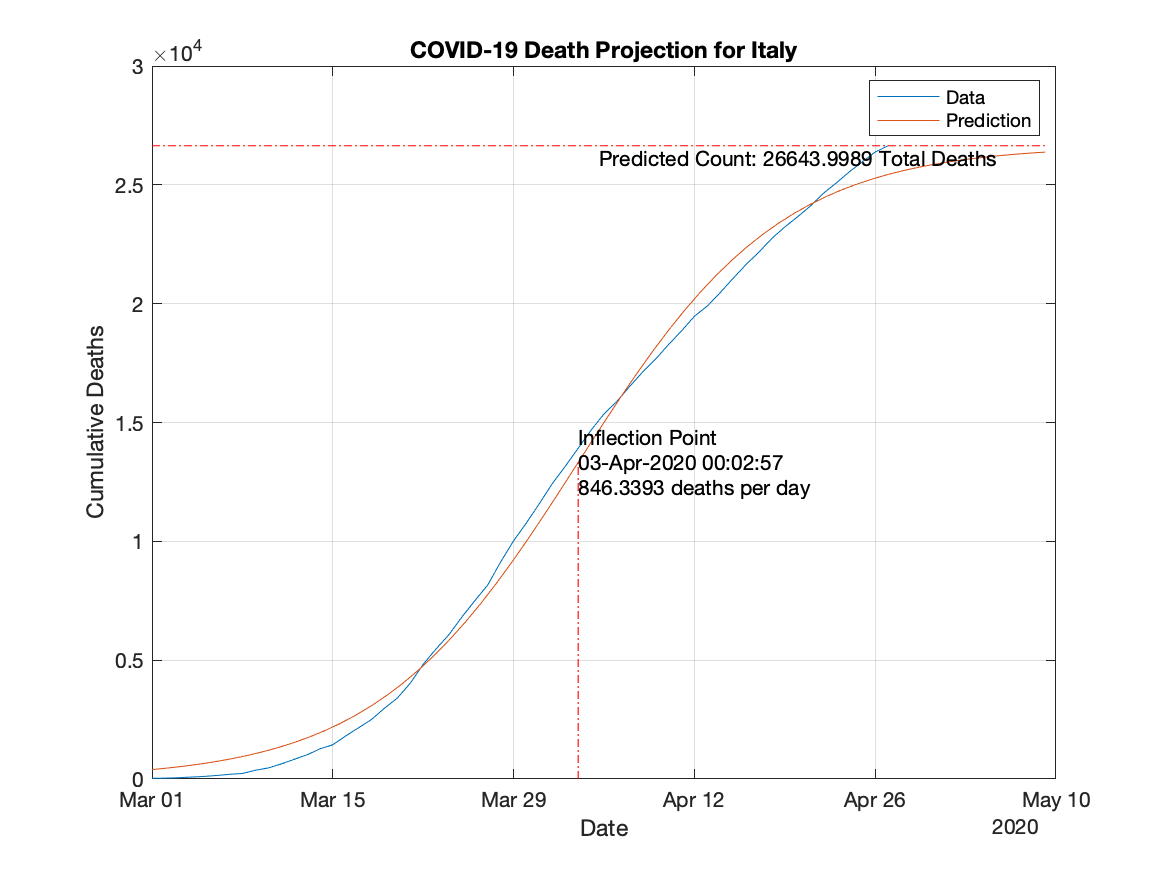 COVID-19 Death Projection for Italy
×10⁴
3
2.5
2
1.5
1
0.5
0
Cumulative Deaths
Data
Prediction
Predicted Count: 26643.9989 Total Deaths
Inflection Point
03-Apr-2020 00:02:57
846.3393 deaths per day
Mar 01
Mar 15
Mar 29
Apr 12
Apr 26
May 10
Date
2020